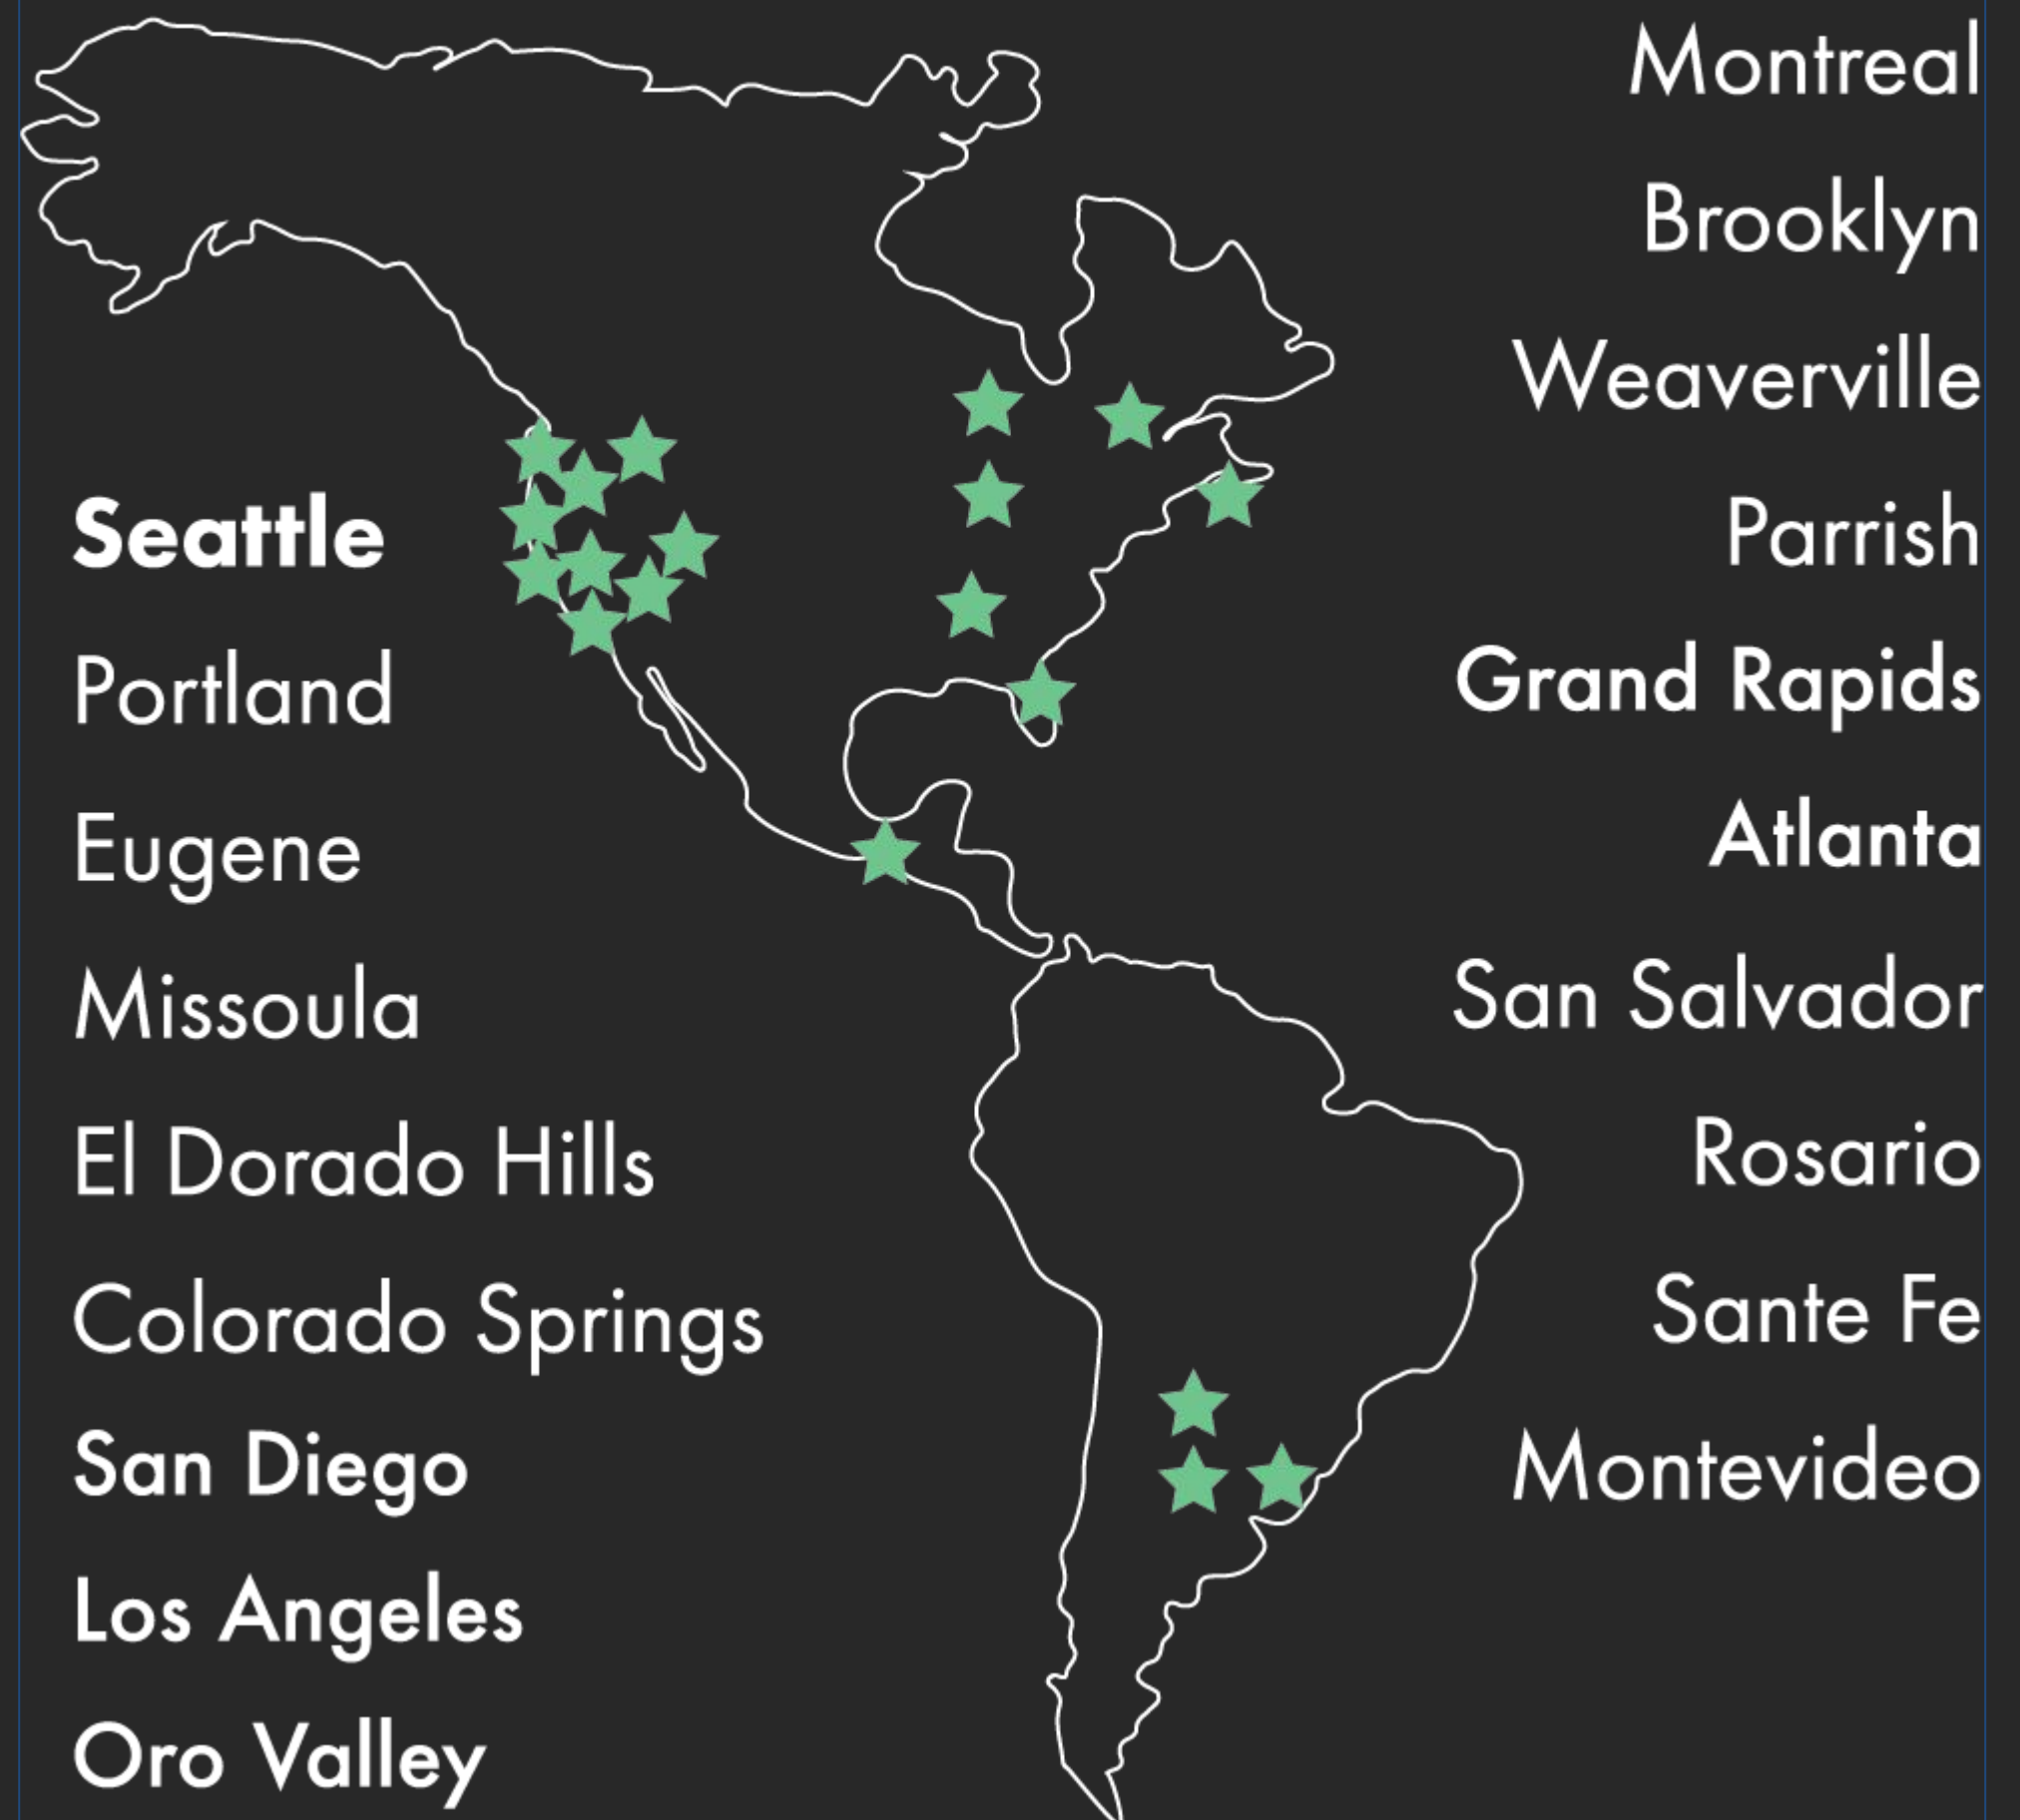 Seattle
Portland
Eugene
Missoula
El Dorado Hills
Colorado Springs
San Diego
Los Angeles
Oro Valley
Montreal
Brooklyn
Weaverville
Parrish
Grand Rapids
Atlanta
San Salvador
Rosario
Sante Fe
Montevideo